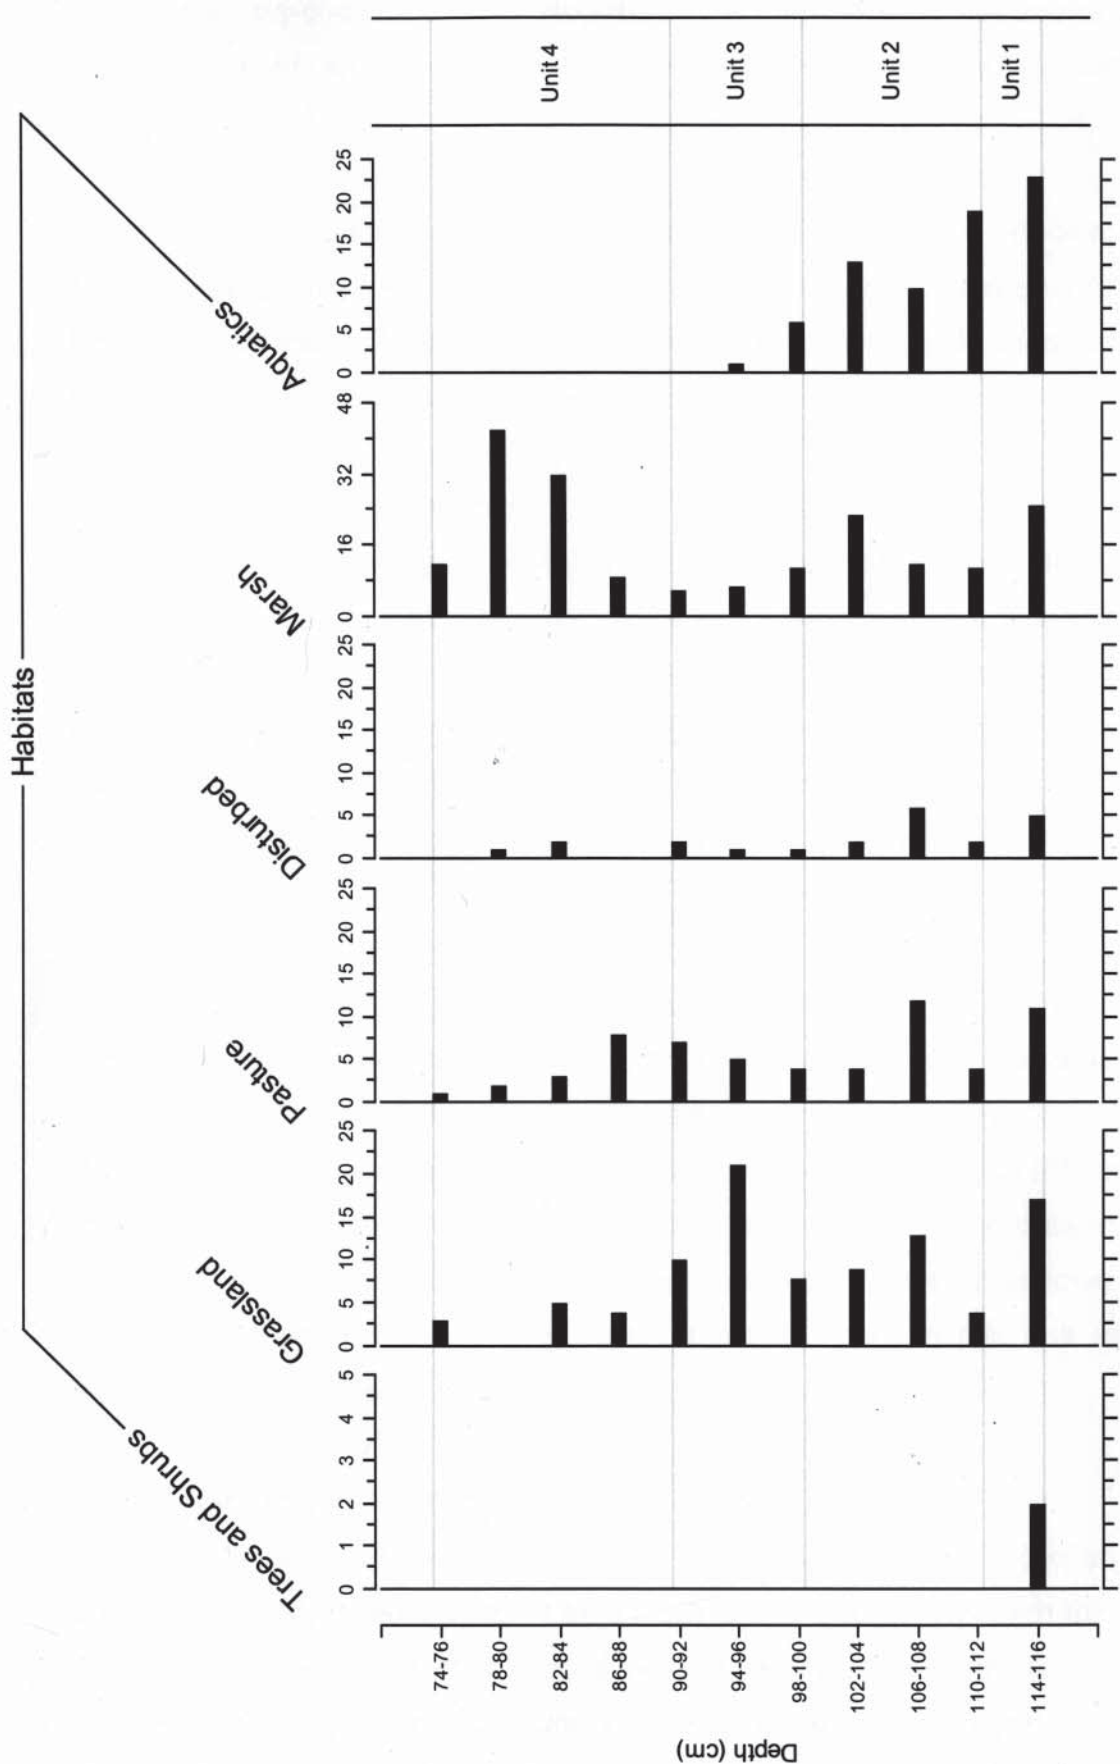 Habitats
Trees and Shrubs
Grassland
Pasture
Disturbed
Marsh
Aquatics
0 1 2 3 4 5
0 5 10 15 20 25
0 5 10 15 20 25
0 5 10 15 20 25
0 16 32 48
0 5 10 15 20 25
Depth (cm)
74-76
78-80
82-84
86-88
90-92
94-96
98-100
102-104
106-108
110-112
114-116
Unit 4
Unit 3
Unit 2
Unit 1